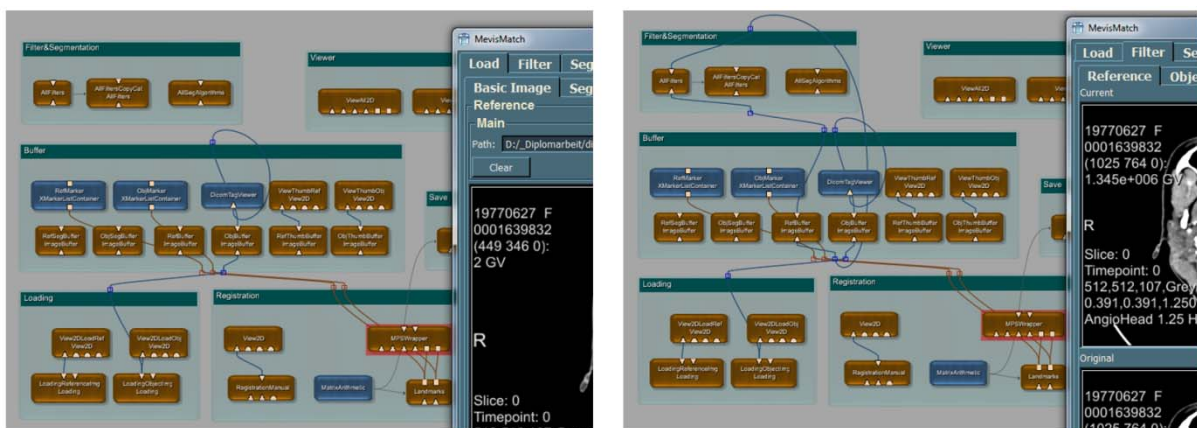 Filter&Segmentation
AllFilters
AllFiltersCopyCat
AllFilters
AllSegAlgorithms
Viewer
ViewAll2D
Buffer
RefMarker
XMarkerListContainer
ObjMarker
XMarkerListContainer
DicomTagViewer
ViewThumbRef
View2D
ViewThumbObj
View2D
Save
RefSegBuffer
ImageBuffer
ObjSegBuffer
ImageBuffer
RefBuffer
ImageBuffer
ObjBuffer
ImageBuffer
RefThumbBuffer
ImageBuffer
ObjThumbBuffer
ImageBuffer
Loading
View2DLoadRef
View2D
View2DLoadObj
View2D
LoadingReferenceImg
Loading
LoadingObjectImg
Loading
Registration
View2D
MPSWrapper
RegistrationManual
MatrixArithmetic
Landmarks
MevisMatch
Load Filter Seg
Basic Image Seg
Reference
Main
Path: D:/_Diplomarbeit/di
Clear
19770627 F
0001639832
(449 346 0):
2 GV
R
Slice: 0
Timepoint: 0
Filter&Segmentation
AllFilters
AllFiltersCopyCat
AllFilters
AllSegAlgorithms
Viewer
ViewAll2D
Buffer
RefMarker
XMarkerListContainer
ObjMarker
XMarkerListContainer
DicomTagViewer
ViewThumbRef
View2D
ViewThumbObj
View2D
Save
RefSegBuffer
ImageBuffer
ObjSegBuffer
ImageBuffer
RefBuffer
ImageBuffer
ObjBuffer
ImageBuffer
RefThumbBuffer
ImageBuffer
ObjThumbBuffer
ImageBuffer
Loading
View2DLoadRef
View2D
View2DLoadObj
View2D
LoadingReferenceImg
Loading
LoadingObjectImg
Loading
Registration
View2D
MPSWrapper
RegistrationManual
MatrixArithmetic
Landmarks
MevisMatch
Load Filter Se
Reference Obje
Current
19770627 F
0001639832
(1025 764 0):
1.345e+006 GV
R
Slice: 0
Timepoint: 0
512,512,107,Grey
0.391,0.391,1.250
AngioHead 1.25 H
Original
19770627 F
0001639832
(1025 764 0):